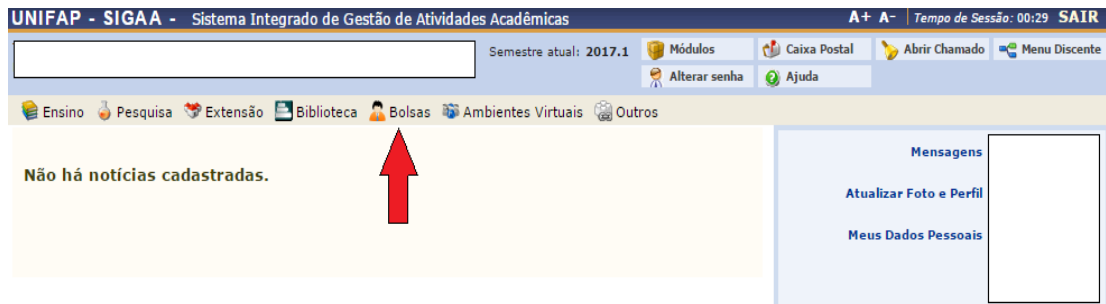 UNIFAP - SIGAA - Sistema Integrado de Gestão de Atividades Acadêmicas A+ A- Tempo de Sessão: 00:29 SAIR
Semestre atual: 2017.1 Módulos Caixa Postal Abrir Chamado Menu Discente
Alterar senha Ajuda
Ensino Pesquisa Extensão Biblioteca Bolsas Ambientes Virtuais Outros
Não há notícias cadastradas.
Mensagens
Atualizar Foto e Perfil
Meus Dados Pessoais